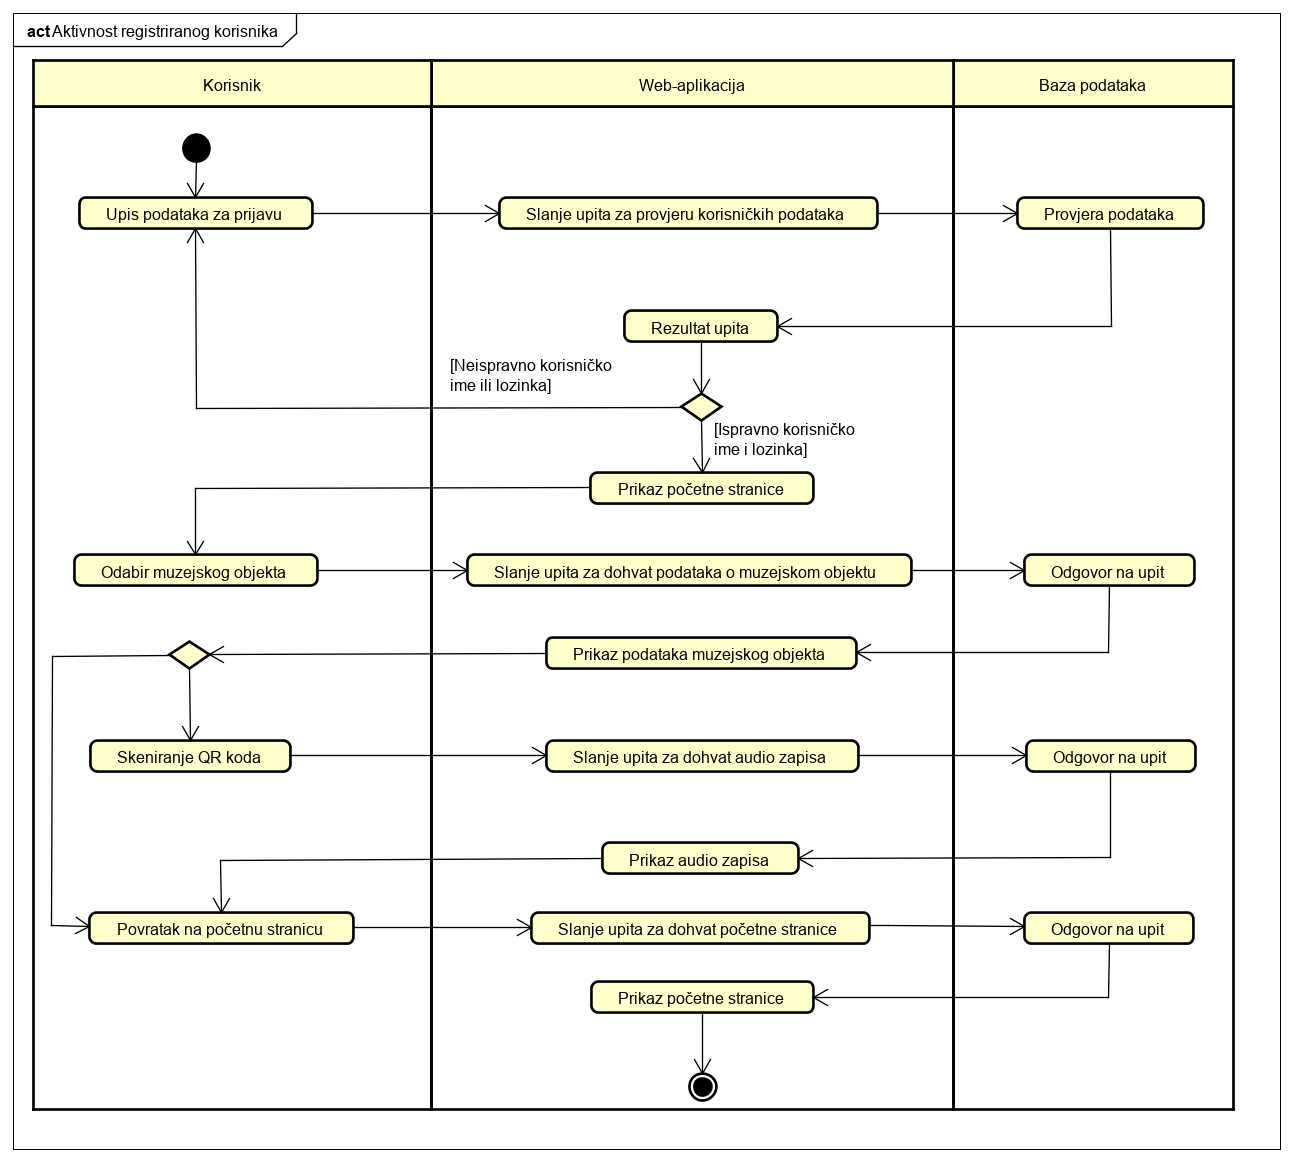 act Aktivnost registriranog korisnika
Korisnik
Web-aplikacija
Baza podataka
Upis podataka za prijavu
Slanje upita za provjeru korisničkih podataka
Provjera podataka
Rezultat upita
[Neispravno korisničko
ime ili lozinka]
[Ispravno korisničko
ime i lozinka]
Prikaz početne stranice
Odabir muzejskog objekta
Slanje upita za dohvat podataka o muzejskom objektu
Odgovor na upit
Prikaz podataka muzejskog objekta
Skeniranje QR koda
Slanje upita za dohvat audio zapisa
Odgovor na upit
Prikaz audio zapisa
Povratak na početnu stranicu
Slanje upita za dohvat početne stranice
Odgovor na upit
Prikaz početne stranice